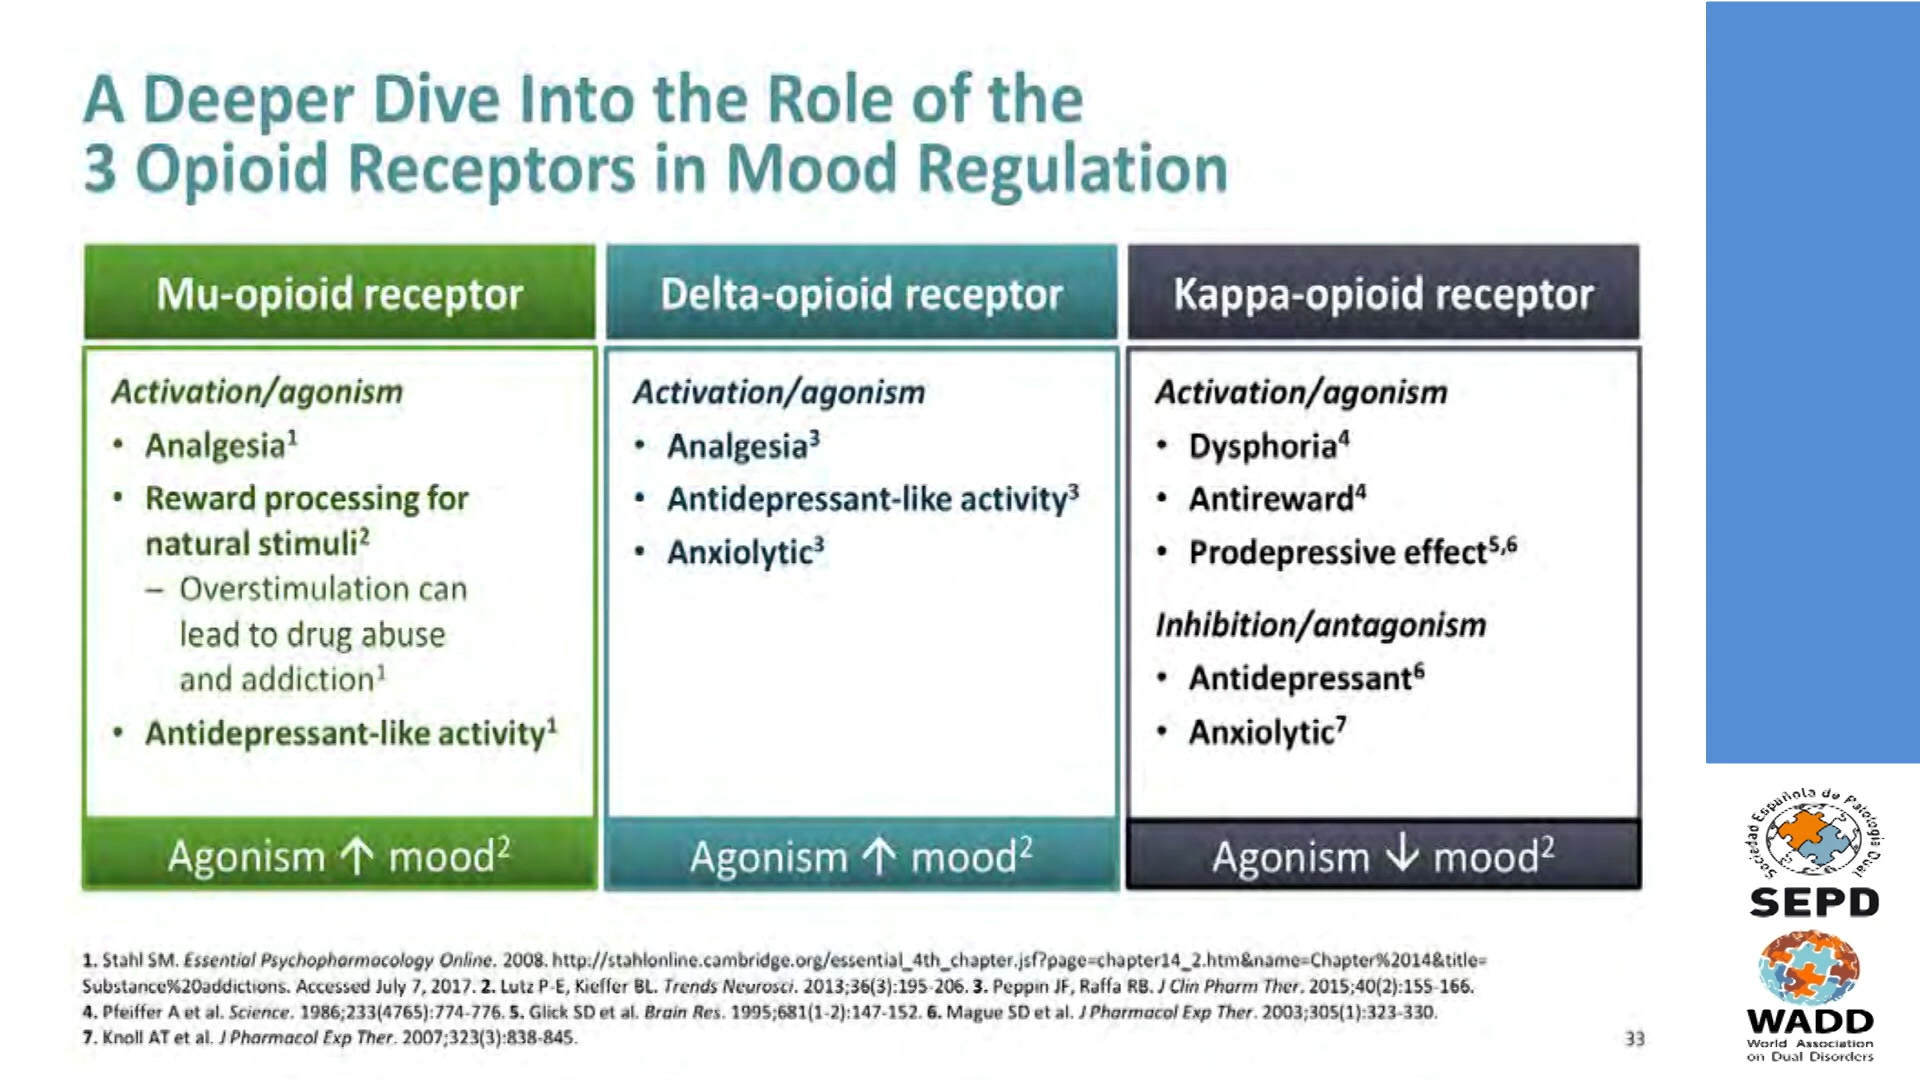 A Deeper Dive Into the Role of the
3 Opioid Receptors in Mood Regulation
Mu-opioid receptor
Activation/agonism
• Analgesia¹
• Reward processing for
natural stimuli²
– Overstimulation can
lead to drug abuse
and addiction¹
• Antidepressant-like activity¹
Agonism ↑ mood²
Delta-opioid receptor
Activation/agonism
• Analgesia³
• Antidepressant-like activity³
• Anxiolytic³
Agonism ↑ mood²
Kappa-opioid receptor
Activation/agonism
• Dysphoria⁴
• Antireward⁴
• Prodepressive effect⁵,⁶
Inhibition/antagonism
• Antidepressant⁶
• Anxiolytic⁷
Agonism ↓ mood²
1. Stahl SM. Essential Psychopharmacology Online. 2008. http://stahlonline.cambridge.org/essential_4th_chapter.jsf?page=chapter14_2.htm&name=Chapter%2014&title=
Substance%20addictions. Accessed July 7, 2017. 2. Lutz P-E, Kieffer BL. Trends Neurosci. 2013;36(3):195-206. 3. Peppin JF, Raffa RB. J Clin Pharm Ther. 2015;40(2):155-166.
4. Pfeiffer A et al. Science. 1986;233(4765):774-776. 5. Glick SD et al. Brain Res. 1995;681(1-2):147-152. 6. Mague SD et al. J Pharmacol Exp Ther. 2003;305(1):323-330.
7. Knoll AT et al. J Pharmacol Exp Ther. 2007;323(3):838-845.
33
Sociedad Española de Patología Dual
SEPD
WADD
World Association
on Dual Disorders